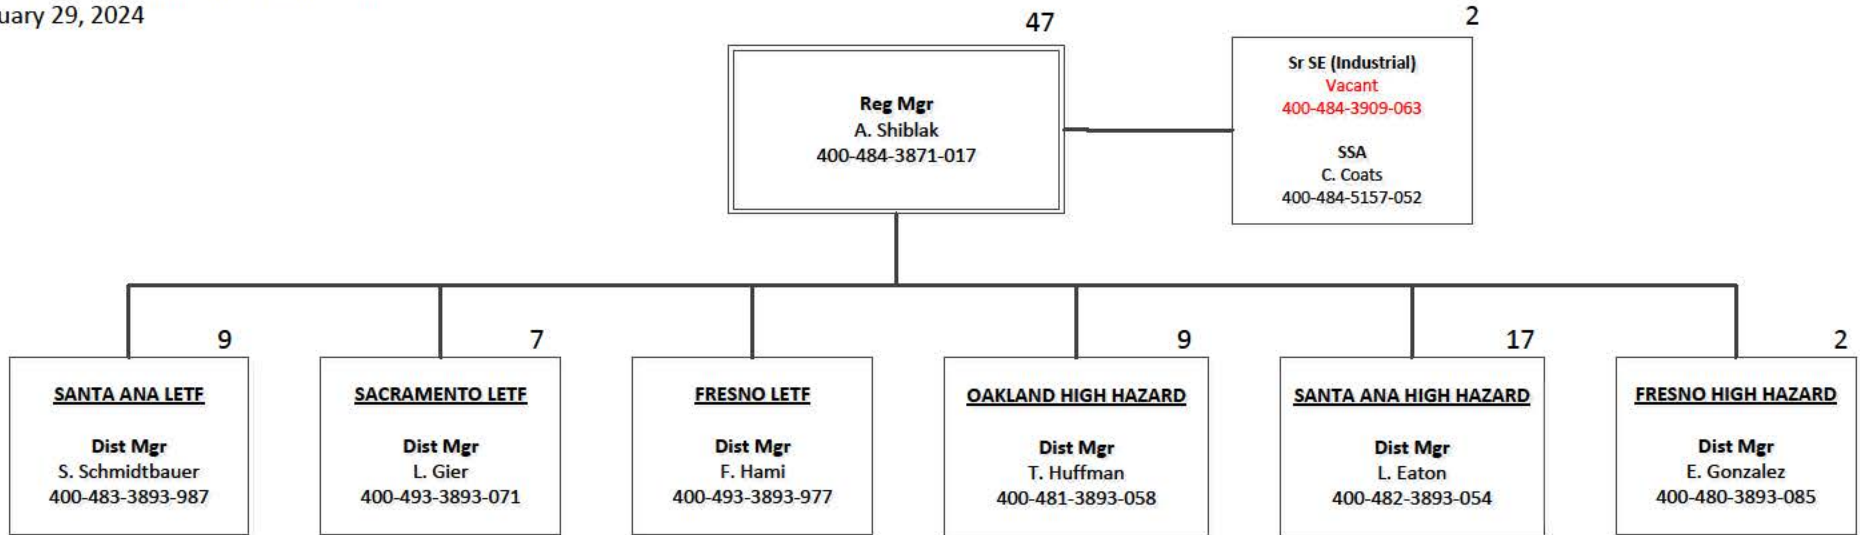 29, 2024
47
2
Reg Mgr
A. Shiblak
400-484-3871-017
Sr SE (Industrial)
Vacant
400-484-3909-063
SSA
C. Coats
400-484-5157-052
9
SANTA ANA LETF
Dist Mgr
S. Schmidtbauer
400-483-3893-987
7
SACRAMENTO LETF
Dist Mgr
L. Gier
400-493-3893-071
FRESNO LETF
Dist Mgr
F. Hami
400-493-3893-977
9
OAKLAND HIGH HAZARD
Dist Mgr
T. Huffman
400-481-3893-058
17
SANTA ANA HIGH HAZARD
Dist Mgr
L. Eaton
400-482-3893-054
2
FRESNO HIGH HAZARD
Dist Mgr
E. Gonzalez
400-480-3893-085